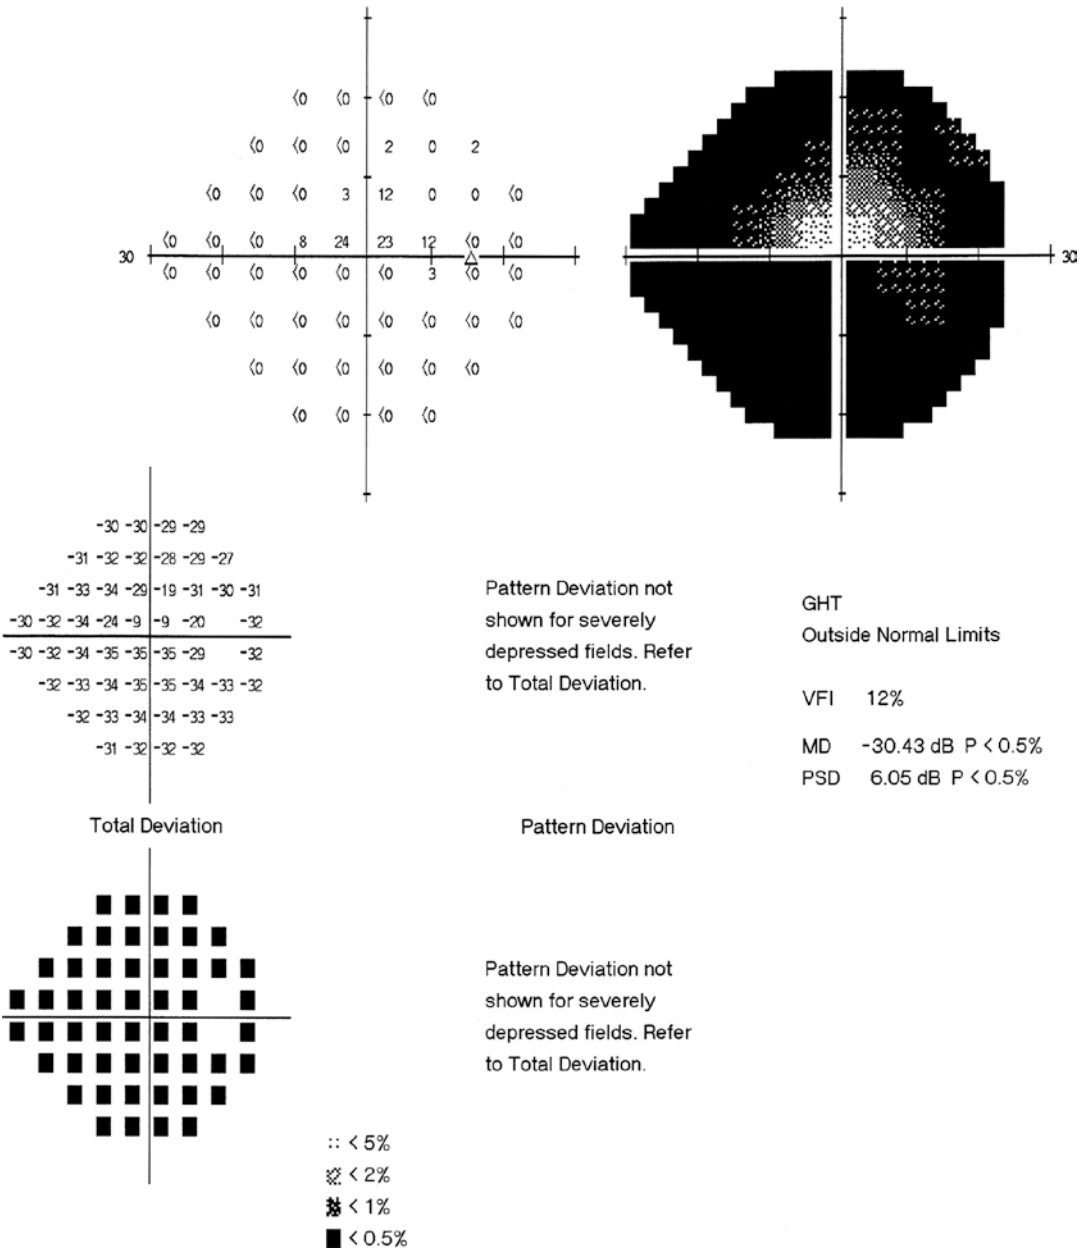 <0 <0 <0 <0
<0 <0 <0 2 0 2
<0 <0 <0 3 12 0 0 <0
<0 <0 <0 8 24 23 12 <0 <0
30 30
<0 <0 <0 <0 <0 <0 3 <0 <0
<0 <0 <0 <0 <0 <0 <0 <0
<0 <0 <0 <0 <0 <0
<0 <0 <0 <0
-30 -30 -29 -29
-31 -32 -32 -28 -29 -27
-31 -33 -34 -29 -19 -31 -30 -31
-30 -32 -34 -24 -9 -9 -20 -32
-30 -32 -34 -35 -35 -35 -29 -32
-32 -33 -34 -35 -35 -34 -33 -32
-32 -33 -34 -34 -33 -33
-31 -32 -32 -32
Total Deviation
Pattern Deviation not
shown for severely
depressed fields. Refer
to Total Deviation.
Pattern Deviation
GHT
Outside Normal Limits
VFI 12%
MD -30.43 dB P < 0.5%
PSD 6.05 dB P < 0.5%
Pattern Deviation not
shown for severely
depressed fields. Refer
to Total Deviation.
< 5%
< 2%
< 1%
< 0.5%